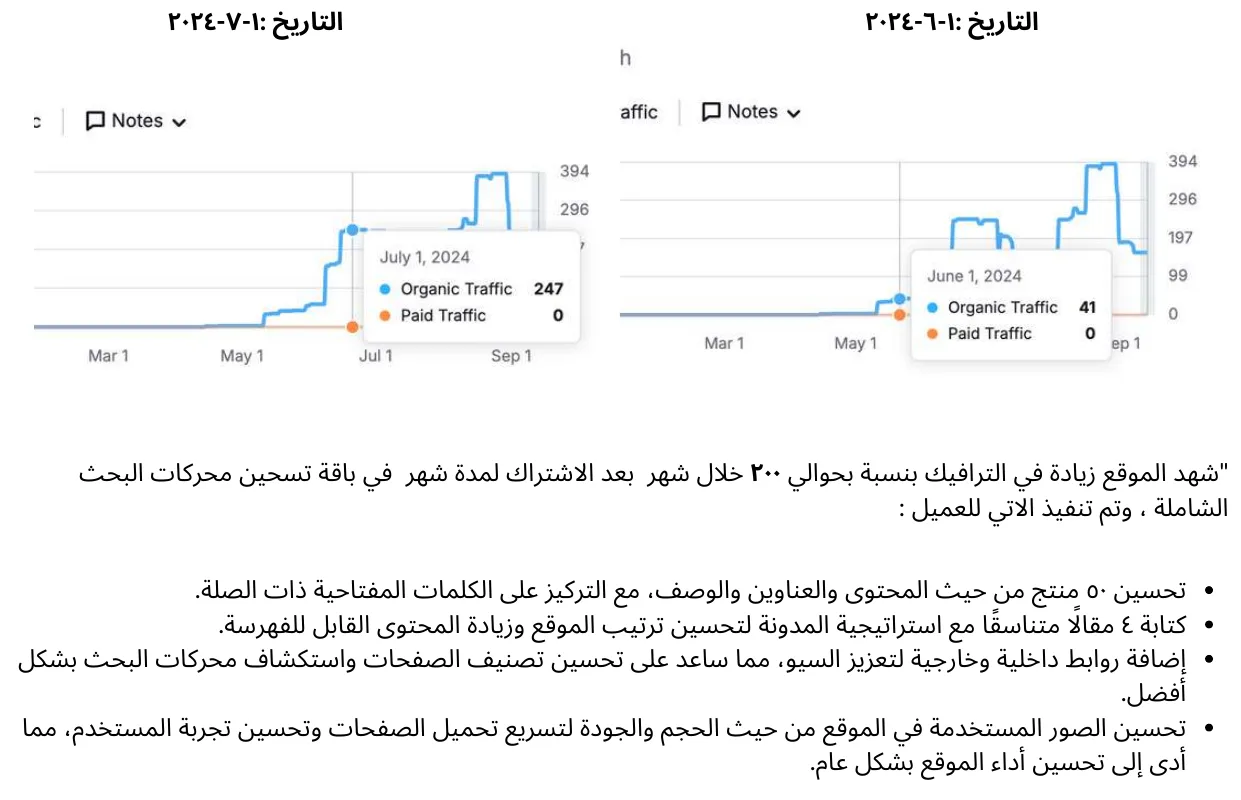 التاريخ :١-٦-٢٠٢٤
التاريخ :١-٧-٢٠٢٤
h
affic
Notes
394
296
197
99
0
June 1, 2024
Organic Traffic 41
Paid Traffic 0
Mar 1
May 1
ep 1
c
Notes
394
296
July 1, 2024
Organic Traffic 247
Paid Traffic 0
Mar 1
May 1
Jul 1
Sep 1
"شهد الموقع زيادة في الترافيك بنسبة بحوالي ٢٠٠ خلال شهر بعد الاشتراك لمدة شهر في باقة تسحين محركات البحث
الشاملة ، وتم تنفيذ الاتي للعميل :
• تحسين ٥٠ منتج من حيث المحتوى والعناوين والوصف، مع التركيز على الكلمات المفتاحية ذات الصلة.
• كتابة ٤ مقالًا متناسقًا مع استراتيجية المدونة لتحسين ترتيب الموقع وزيادة المحتوى القابل للفهرسة.
• إضافة روابط داخلية وخارجية لتعزيز السيو، مما ساعد على تحسين تصنيف الصفحات واستكشاف محركات البحث بشكل
أفضل.
• تحسين الصور المستخدمة في الموقع من حيث الحجم والجودة لتسريع تحميل الصفحات وتحسين تجربة المستخدم، مما
أدى إلى تحسين أداء الموقع بشكل عام.